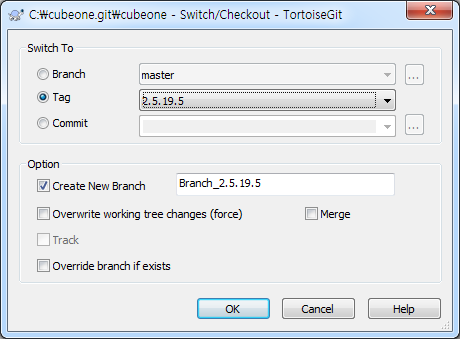 C:₩cubeone.git₩cubeone - Switch/Checkout - TortoiseGit
Switch To
Branch master ...
Tag 2.5.19.5
Commit ...
Option
Create New Branch Branch_2.5.19.5
Overwrite working tree changes (force) Merge
Track
Override branch if exists
OK Cancel Help